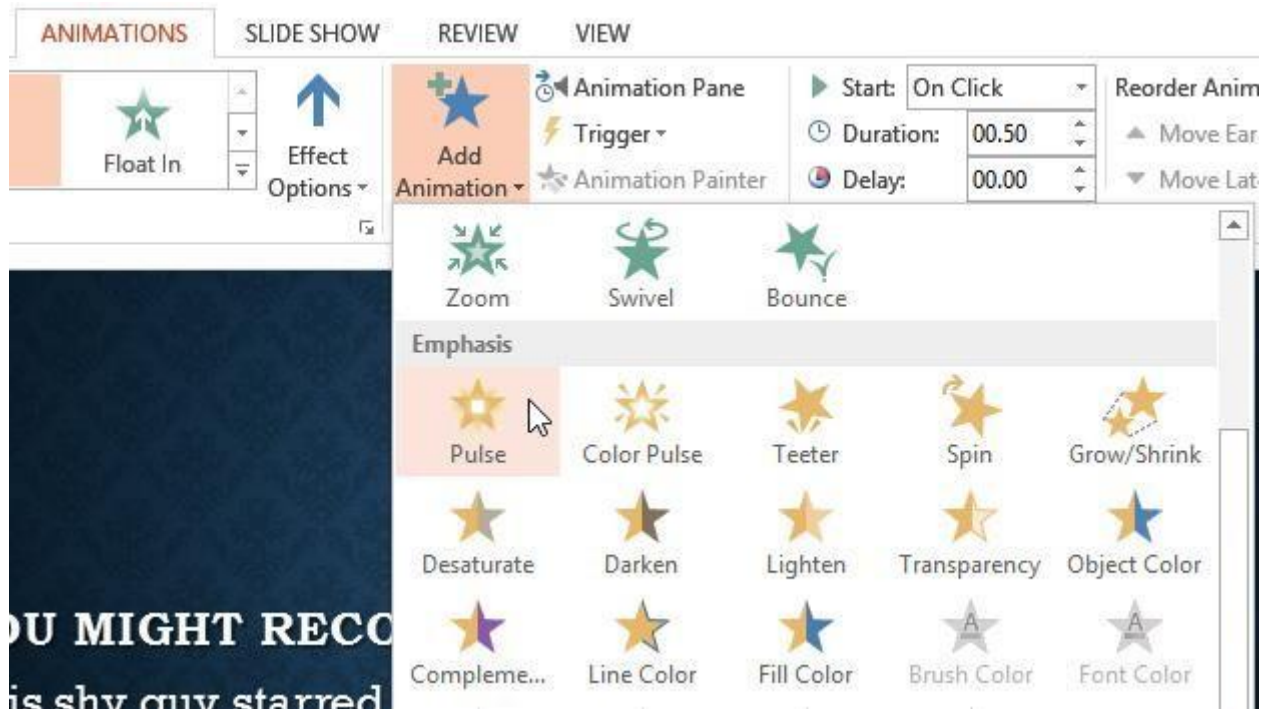 ANIMATIONS SLIDE SHOW REVIEW VIEW
Float In
Effect
Options
Add
Animation
Animation Pane
Trigger
Animation Painter
Start: On Click
Duration: 00.50
Delay: 00.00
Reorder Anim
Move Ear
Move Lat
Zoom Swivel Bounce
Emphasis
Pulse Color Pulse Teeter Spin Grow/Shrink
Desaturate Darken Lighten Transparency Object Color
Compleme... Line Color Fill Color Brush Color Font Color
OU MIGHT RECO
is shy guy starred